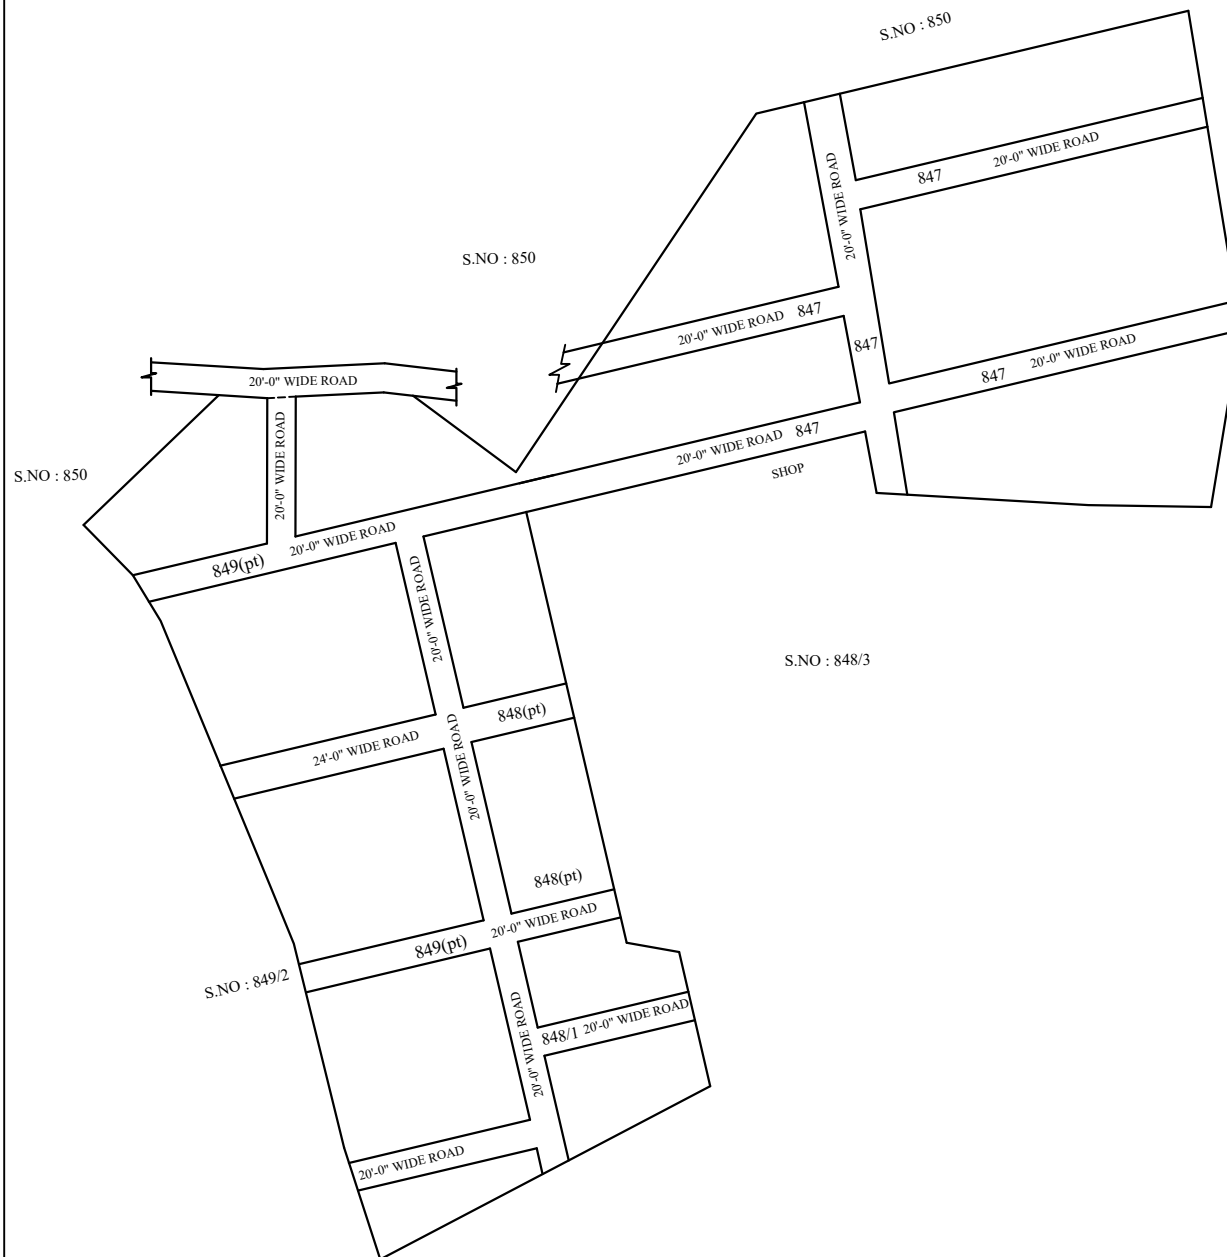 S.NO : 850
20'-0" WIDE ROAD
847
20'-0" WIDE ROAD
S.NO : 850
847
20'-0" WIDE ROAD
847
20'-0" WIDE ROAD
847
20'-0" WIDE ROAD
20'-0" WIDE ROAD
847
20'-0" WIDE ROAD
SHOP
S.NO : 850
20'-0" WIDE ROAD
20'-0" WIDE ROAD
849(pt)
20'-0" WIDE ROAD
S.NO : 848/3
848(pt)
24'-0" WIDE ROAD
20'-0" WIDE ROAD
848(pt)
20'-0" WIDE ROAD
849(pt)
S.NO : 849/2
20'-0" WIDE ROAD
848/1 20'-0" WIDE ROAD
20'-0" WIDE ROAD